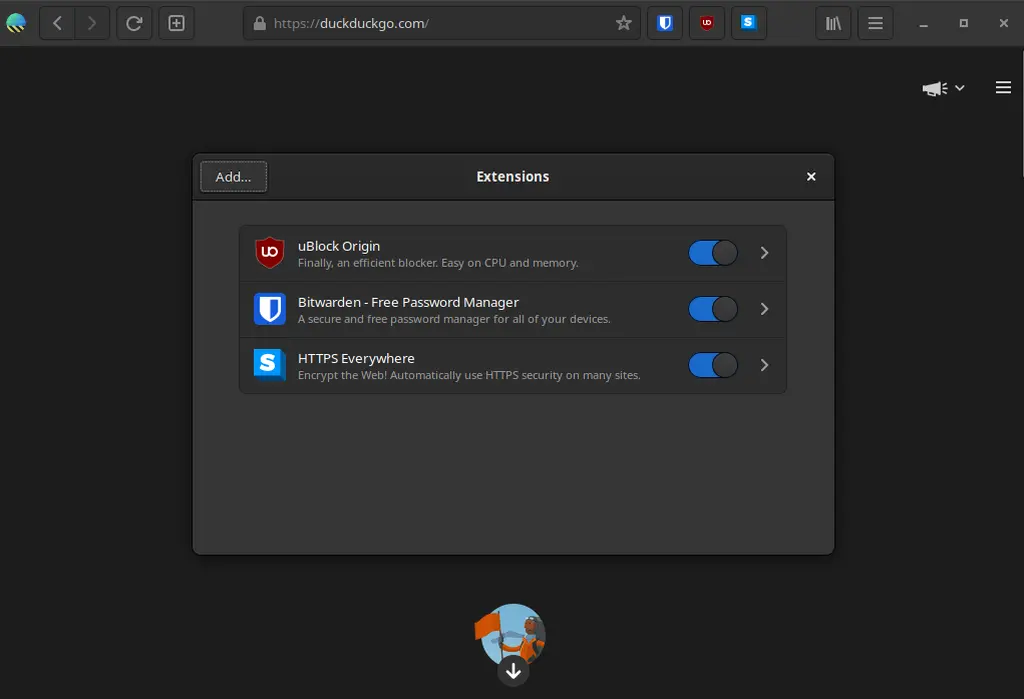 https://duckduckgo.com/
Add...
Extensions
uBlock Origin
Finally, an efficient blocker. Easy on CPU and memory.
Bitwarden - Free Password Manager
A secure and free password manager for all of your devices.
HTTPS Everywhere
Encrypt the Web! Automatically use HTTPS security on many sites.